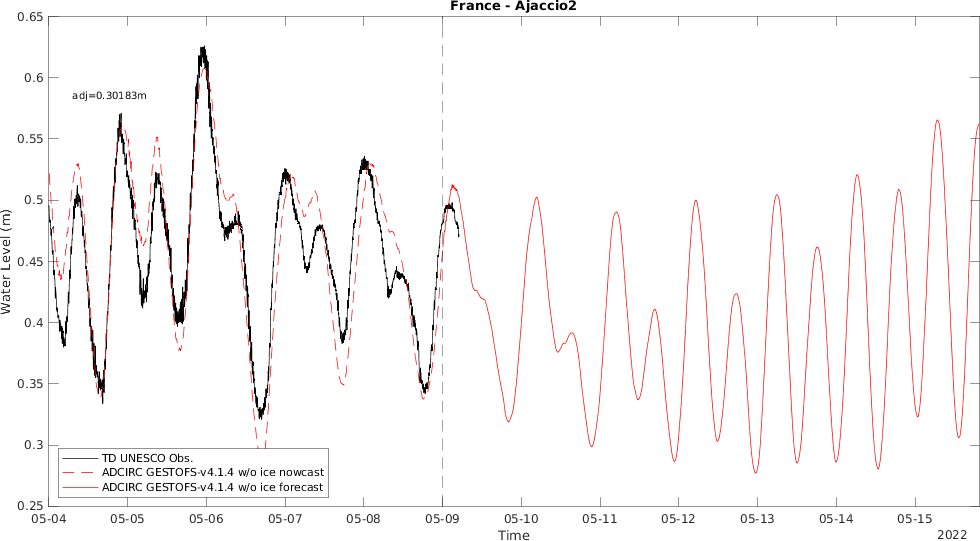 France - Ajaccio2
0.65
0.6
0.55
0.5
0.45
0.4
0.35
0.3
0.25
Water Level (m)
adj=0.30183m
TD UNESCO Obs.
ADCIRC GESTOFS-v4.1.4 w/o ice nowcast
ADCIRC GESTOFS-v4.1.4 w/o ice forecast
05-04 05-05 05-06 05-07 05-08 05-09 05-10 05-11 05-12 05-13 05-14 05-15
Time
2022